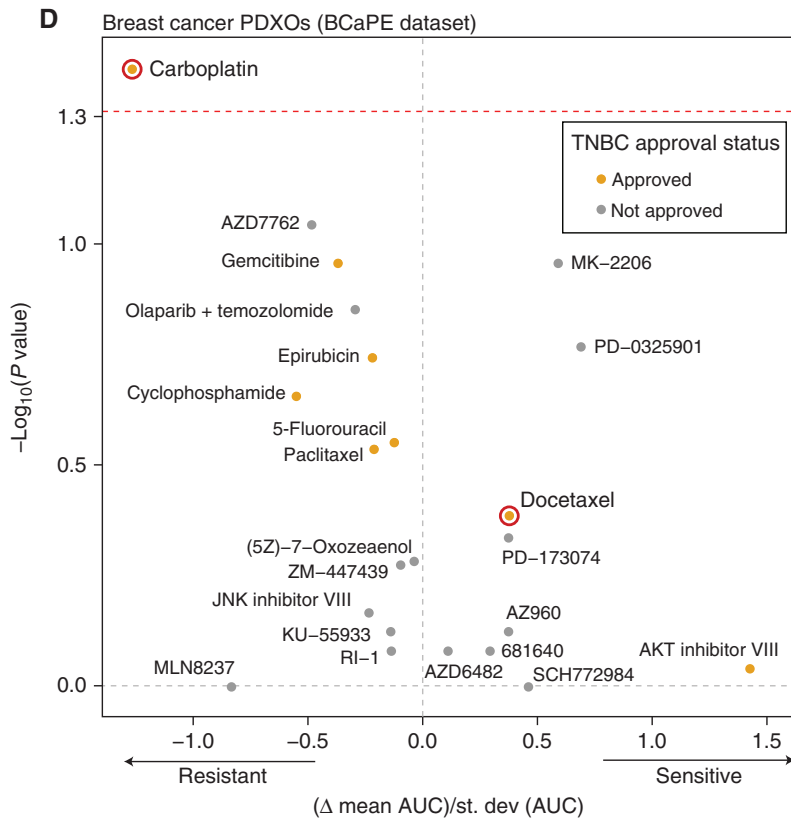 D
Breast cancer PDXOs (BCaPE dataset)
Carboplatin
1.3
TNBC approval status
Approved
Not approved
AZD7762
1.0
Gemcitibine
MK−2206
Olaparib + temozolomide
PD−0325901
Epirubicin
Cyclophosphamide
−Log10(P value)
5-Fluorouracil
Paclitaxel
0.5
Docetaxel
(5Z)−7−Oxozeaenol
PD−173074
ZM−447439
JNK inhibitor VIII
AZ960
KU−55933
RI−1
681640
AKT inhibitor VIII
MLN8237
AZD6482
SCH772984
0.0
−1.0
−0.5
0.0
0.5
1.0
1.5
Resistant
Sensitive
(Δ mean AUC)/st. dev (AUC)